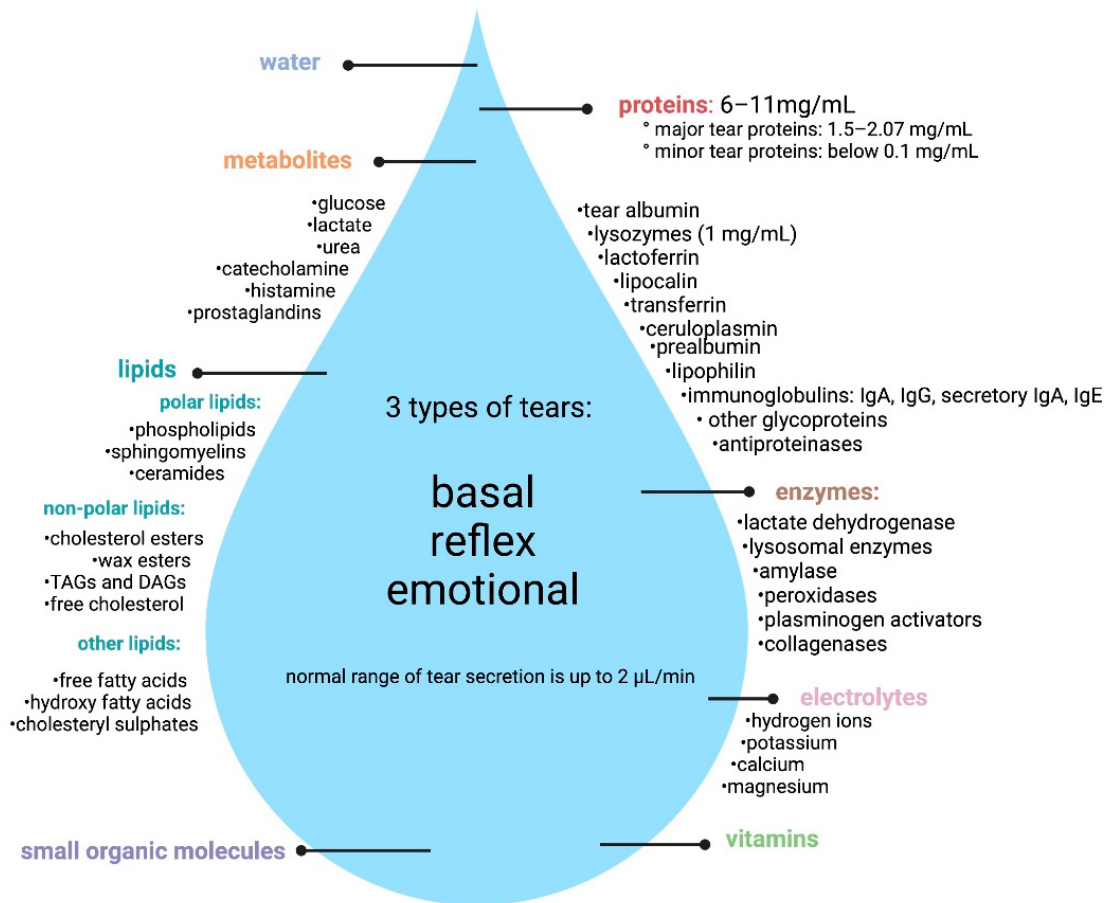 water
proteins: 6–11mg/mL
° major tear proteins: 1.5–2.07 mg/mL
° minor tear proteins: below 0.1 mg/mL
metabolites
•glucose
•lactate
•urea
•catecholamine
•histamine
•prostaglandins
•tear albumin
•lysozymes (1 mg/mL)
•lactoferrin
•lipocalin
•transferrin
•ceruloplasmin
•prealbumin
•lipophilin
•immunoglobulins: IgA, IgG, secretory IgA, IgE
• other glycoproteins
•antiproteinases
lipids
polar lipids:
•phospholipids
•sphingomyelins
•ceramides
non-polar lipids:
•cholesterol esters
•wax esters
•TAGs and DAGs
•free cholesterol
other lipids:
•free fatty acids
•hydroxy fatty acids
•cholesteryl sulphates
3 types of tears:
basal
reflex
emotional
normal range of tear secretion is up to 2 µL/min
enzymes:
•lactate dehydrogenase
•lysosomal enzymes
•amylase
•peroxidases
•plasminogen activators
•collagenases
electrolytes
•hydrogen ions
•potassium
•calcium
•magnesium
small organic molecules
vitamins